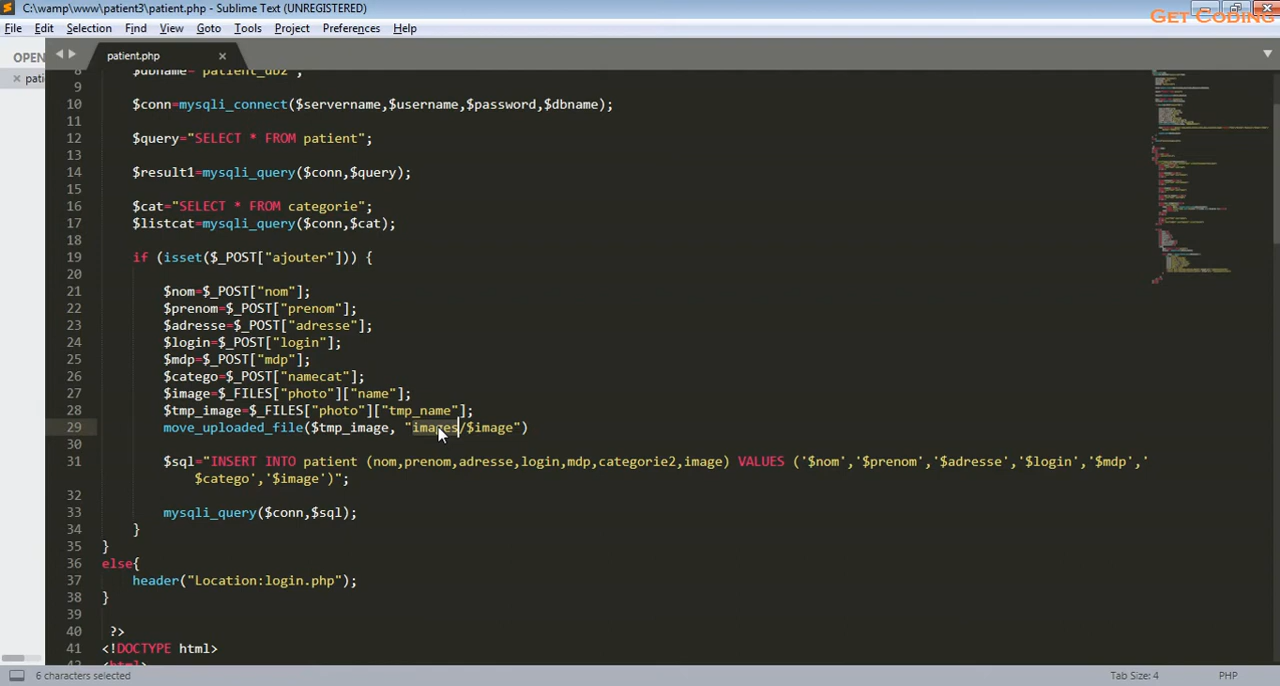 C:\wamp\www\patient3\patient.php - Sublime Text (UNREGISTERED)
GET CODING
File Edit Selection View Goto Tools Project Preferences Help
OPEN
patient.php
pati
8 $dbname="patient_db2";
9
10 $conn=mysqli_connect($servername,$username,$password,$dbname);
11
12 $query="SELECT * FROM patient";
13
14 $result1=mysqli_query($conn,$query);
15
16 $cat="SELECT * FROM categorie";
17 $listcat=mysqli_query($conn,$cat);
18
19 if (isset($_POST["ajouter"])) {
20
21 $nom=$_POST["nom"];
22 $prenom=$_POST["prenom"];
23 $adresse=$_POST["adresse"];
24 $login=$_POST["login"];
25 $mdp=$_POST["mdp"];
26 $catego=$_POST["namecat"];
27 $image=$_FILES["photo"]["name"];
28 $tmp_image=$_FILES["photo"]["tmp_name"];
29 move_uploaded_file($tmp_image, "images/$image")
30
31 $sql="INSERT INTO patient (nom,prenom,adresse,login,mdp,categorie2,image) VALUES ('$nom','$prenom','$adresse','$login','$mdp','
$catego','$image')";
32
33 mysqli_query($conn,$sql);
34 }
35 }
36 else{
37 header("Location:login.php");
38 }
39
40 ?>
41 <!DOCTYPE html>
42 <html>
6 characters selected
Tab Size: 4
PHP